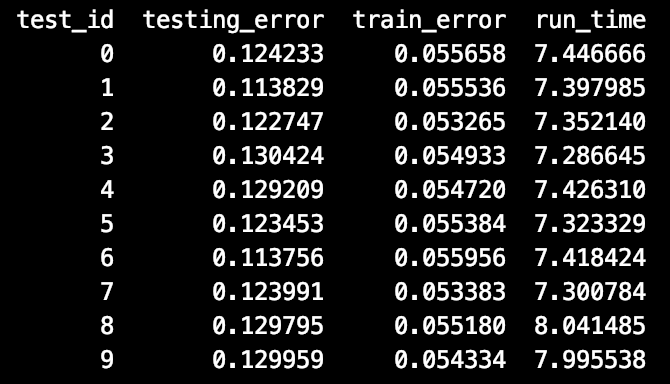 test_id testing_error train_error run_time
0 0.124233 0.055658 7.446666
1 0.113829 0.055536 7.397985
2 0.122747 0.053265 7.352140
3 0.130424 0.054933 7.286645
4 0.129209 0.054720 7.426310
5 0.123453 0.055384 7.323329
6 0.113756 0.055956 7.418424
7 0.123991 0.053383 7.300784
8 0.129795 0.055180 8.041485
9 0.129959 0.054334 7.995538